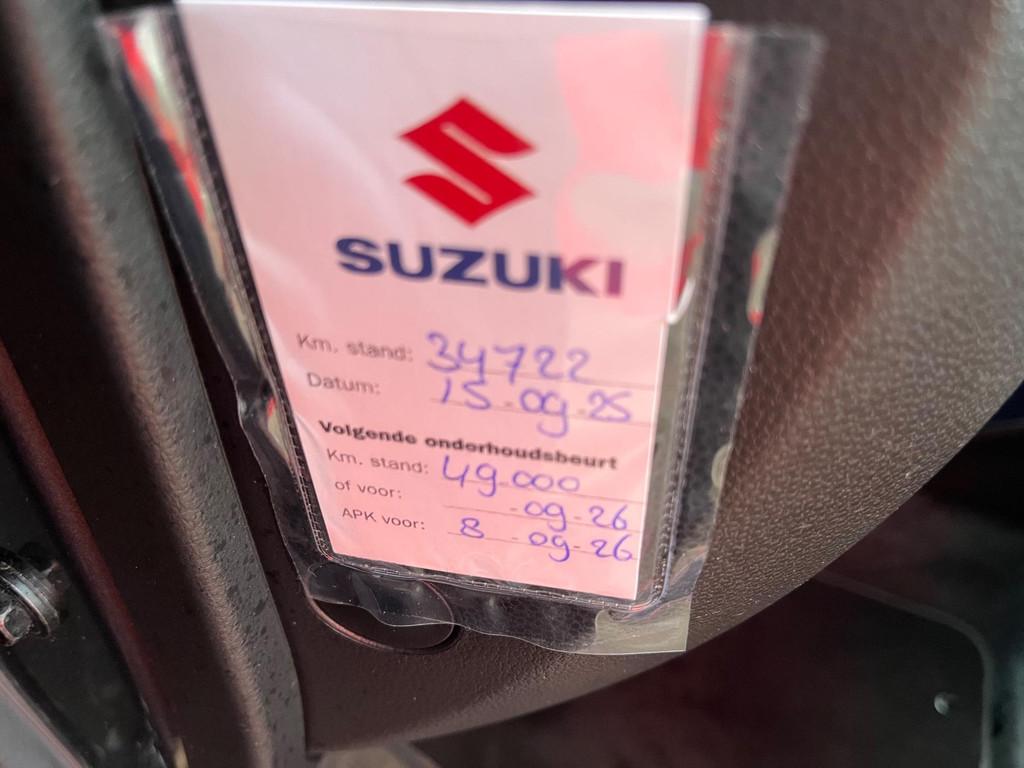 SUZUKI
Km. stand: 34722
Datum: 15-09-25
Volgende onderhoudsbeurt
Km. stand: 49.000
of voor: -09-26
APK voor: 8-09-26